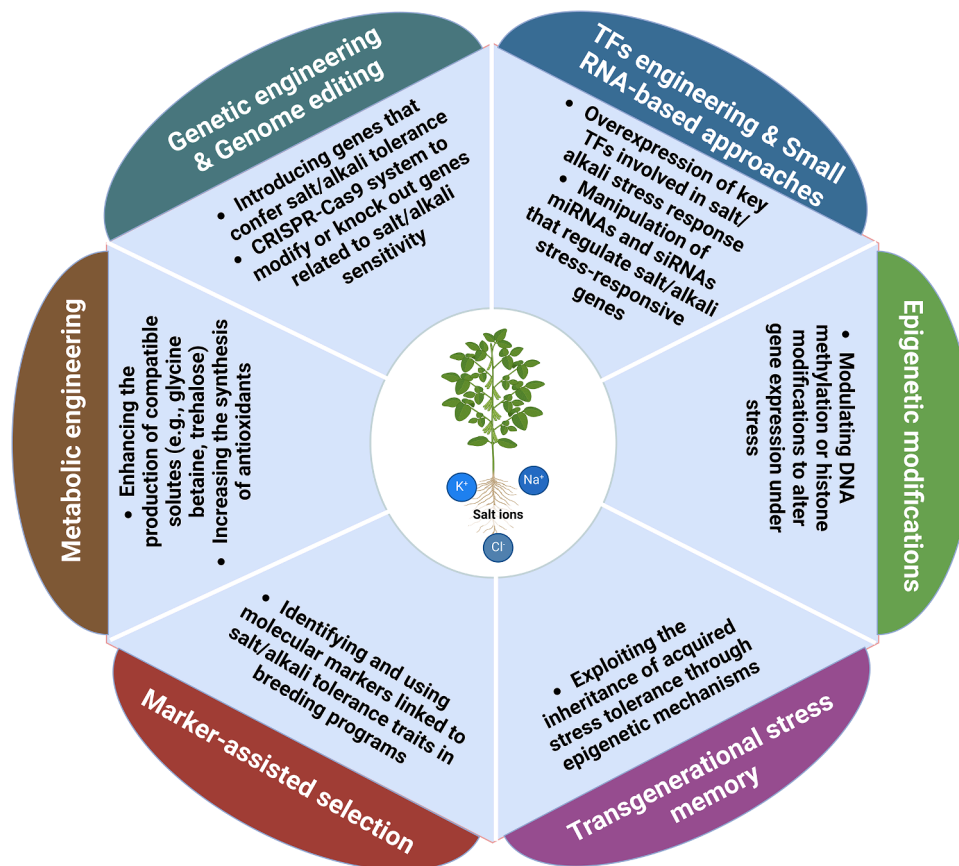 Genetic engineering
& Genome editing
• Introducing genes that
confer salt/alkali tolerance
• CRISPR-Cas9 system to
modify or knock out genes
related to salt/alkali
sensitivity
TFs engineering & Small
RNA-based approaches
• Overexpression of key
TFs involved in salt/
alkali stress response
• Manipulation of
miRNAs and siRNAs
that regulate salt/alkali
stress-responsive
genes
Epigenetic modifications
• Modulating DNA
methylation or histone
modifications to alter
gene expression under
stress
Transgenerational stress
memory
• Exploiting the
inheritance of acquired
stress tolerance through
epigenetic mechanisms
Marker-assisted selection
• Identifying and using
molecular markers linked to
salt/alkali tolerance traits in
breeding programs
Metabolic engineering
• Enhancing the
production of compatible
solutes (e.g., glycine
betaine, trehalose)
• Increasing the synthesis
of antioxidants
K⁺
Na⁺
Salt ions
Cl⁻